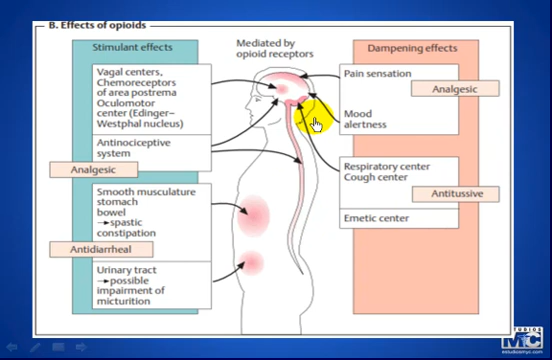 B. Effects of opioids
Stimulant effects
Mediated by
opioid receptors
Dampening effects
Vagal centers,
Chemoreceptors
of area postrema
Oculomotor
center (Edinger–
Westphal nucleus)
Antinociceptive
system
Analgesic
Smooth musculature
stomach
bowel
→spastic
constipation
Antidiarrheal
Urinary tract
→possible
impairment of
micturition
Pain sensation
Analgesic
Mood
alertness
Respiratory center
Cough center
Antitussive
Emetic center
STUDIOS
MC
estudiosmyc.com